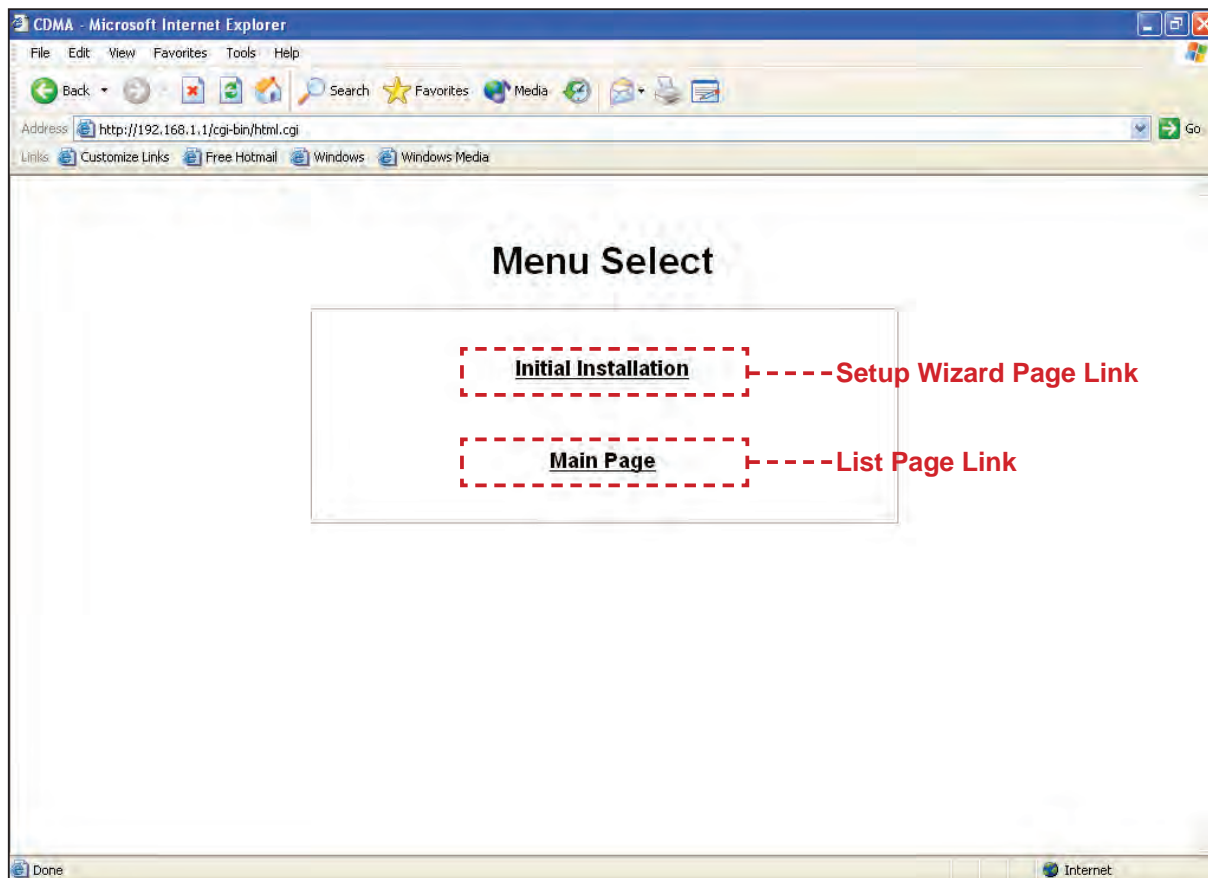 CDMA - Microsoft Internet Explorer
File Edit View Favorites Tools Help
Back Search Favorites Media
Address http://192.168.1.1/cgi-bin/html.cgi Go
Links Customize Links Free Hotmail Windows Windows Media
Menu Select
Initial Installation
Setup Wizard Page Link
Main Page
List Page Link
Done Internet